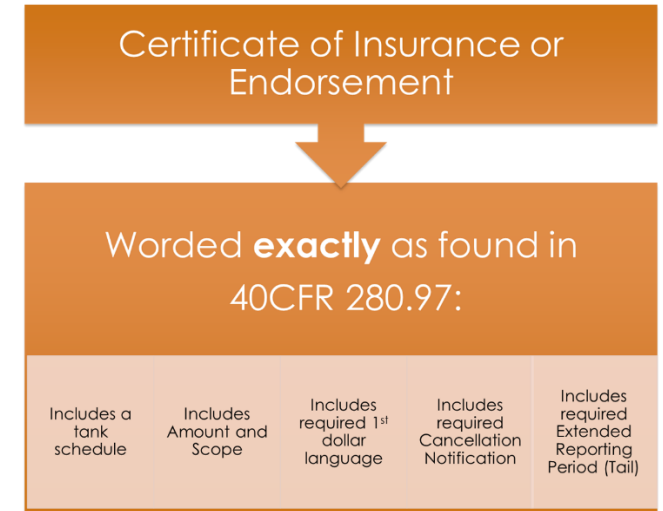 Certificate of Insurance or
Endorsement
Worded exactly as found in
40CFR 280.97:
Includes a
tank
schedule
Includes
Amount and
Scope
Includes
required 1st
dollar
language
Includes
required
Cancellation
Notification
Includes
required
Extended
Reporting
Period (Tail)